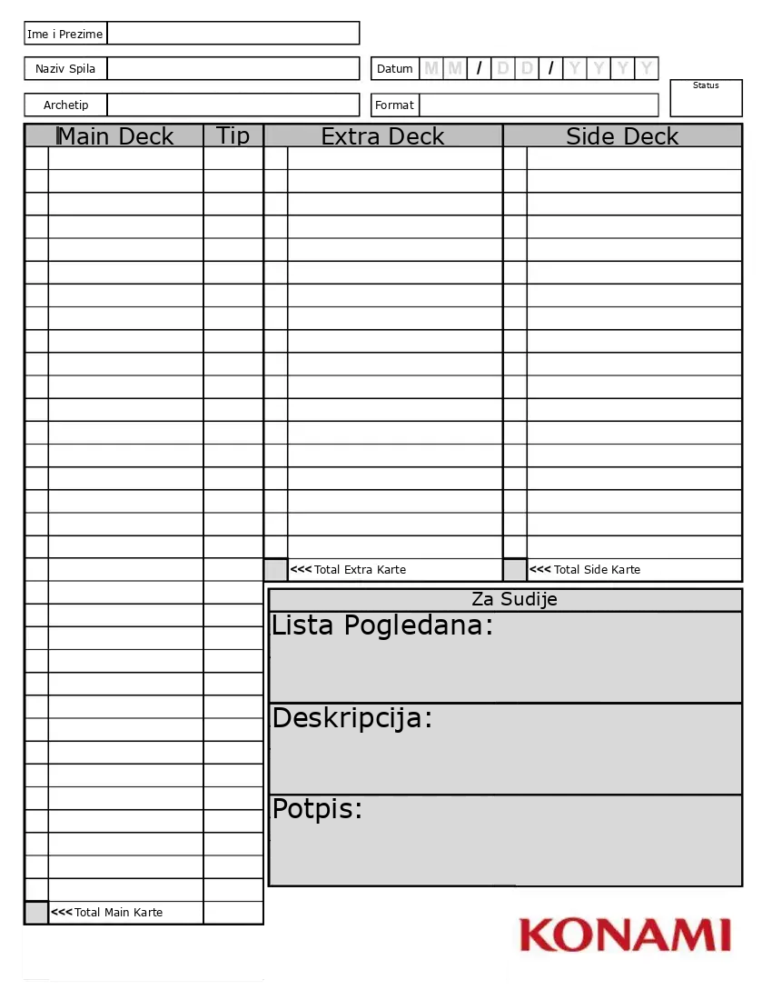 Ime i Prezime
Naziv Spila
Datum M M / D D / Y Y Y Y
Status
Archetip
Format
Main Deck Tip Extra Deck Side Deck
<<< Total Extra Karte <<< Total Side Karte
Za Sudije
Lista Pogledana:
Deskripcija:
Potpis:
<<< Total Main Karte
KONAMI